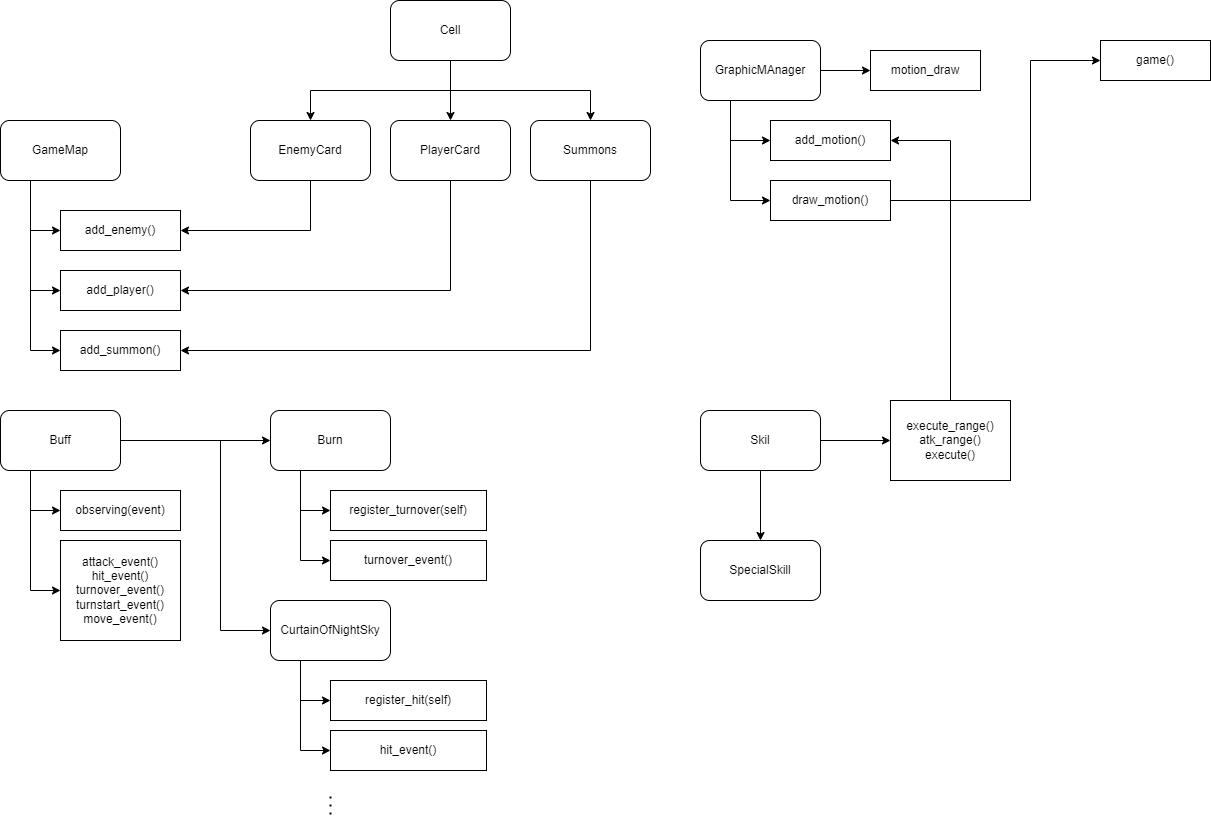 Cell
GameMap
EnemyCard
PlayerCard
Summons
add_enemy()
add_player()
add_summon()
GraphicMAnager
motion_draw
game()
add_motion()
draw_motion()
Buff
observing(event)
attack_event()
hit_event()
turnover_event()
turnstart_event()
move_event()
Burn
register_turnover(self)
turnover_event()
CurtainOfNightSky
register_hit(self)
hit_event()
⋮
Skil
execute_range()
atk_range()
execute()
SpecialSkill